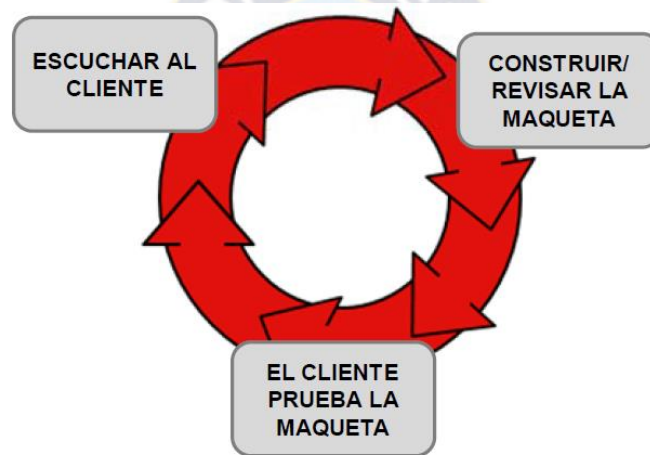 ESCUCHAR AL
CLIENTE
CONSTRUIR/
REVISAR LA
MAQUETA
EL CLIENTE
PRUEBA LA
MAQUETA